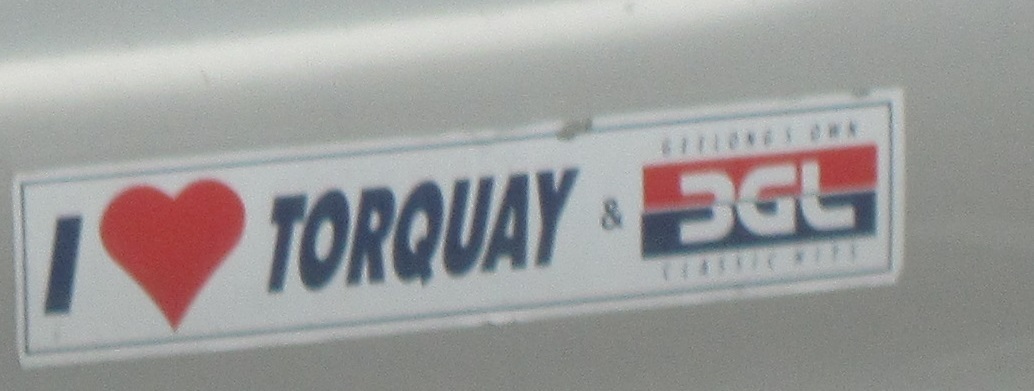 I ❤ TORQUAY & 3GL
GEELONG'S OWN
CLASSIC HITS